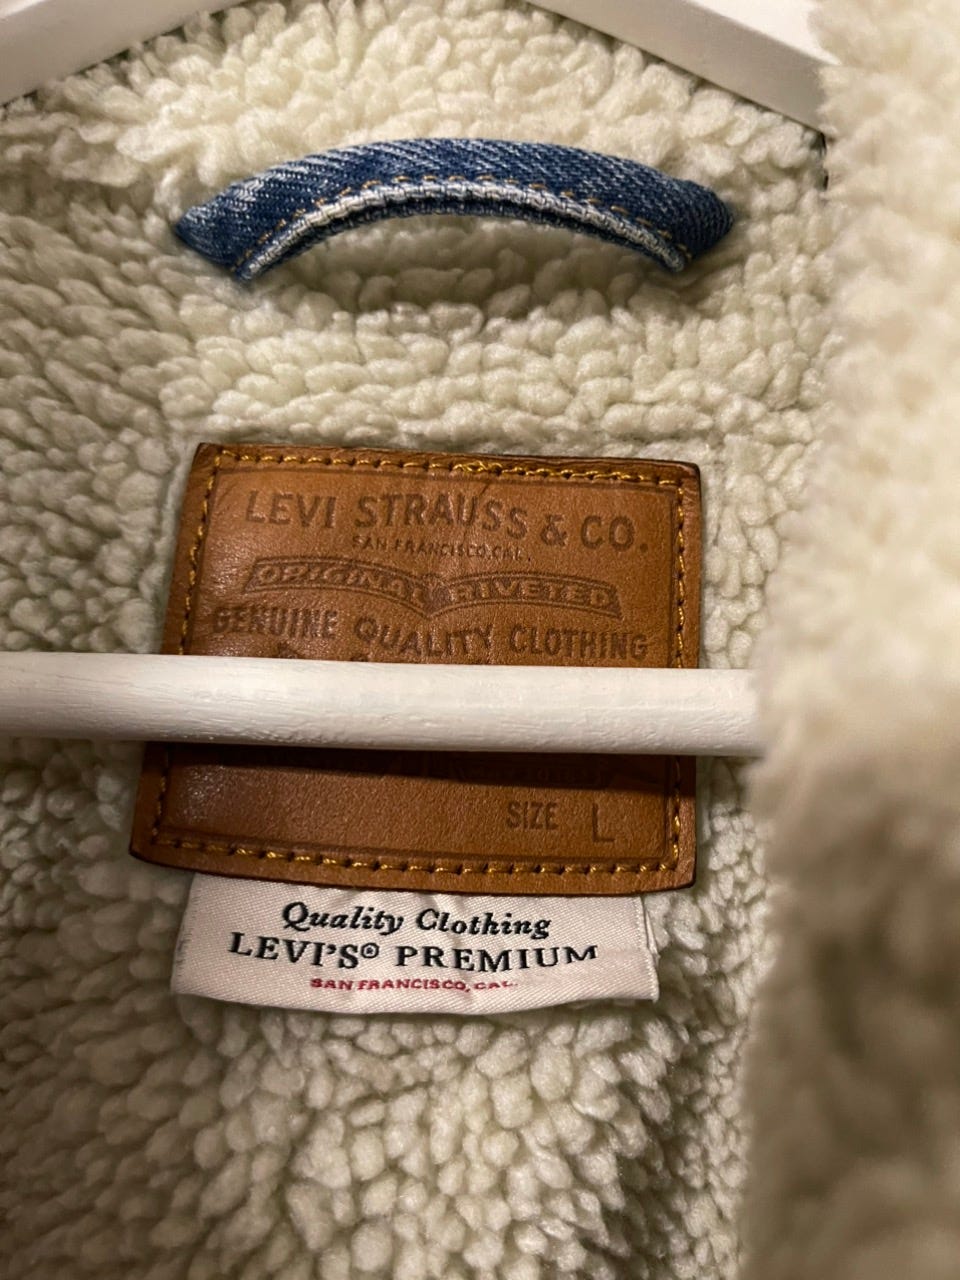 LEVI STRAUSS & CO.
SAN FRANCISCO, CAL.
ORIGINAL RIVETED
GENUINE QUALITY CLOTHING
SIZE L
Quality Clothing
LEVI'S® PREMIUM
SAN FRANCISCO, CAL.